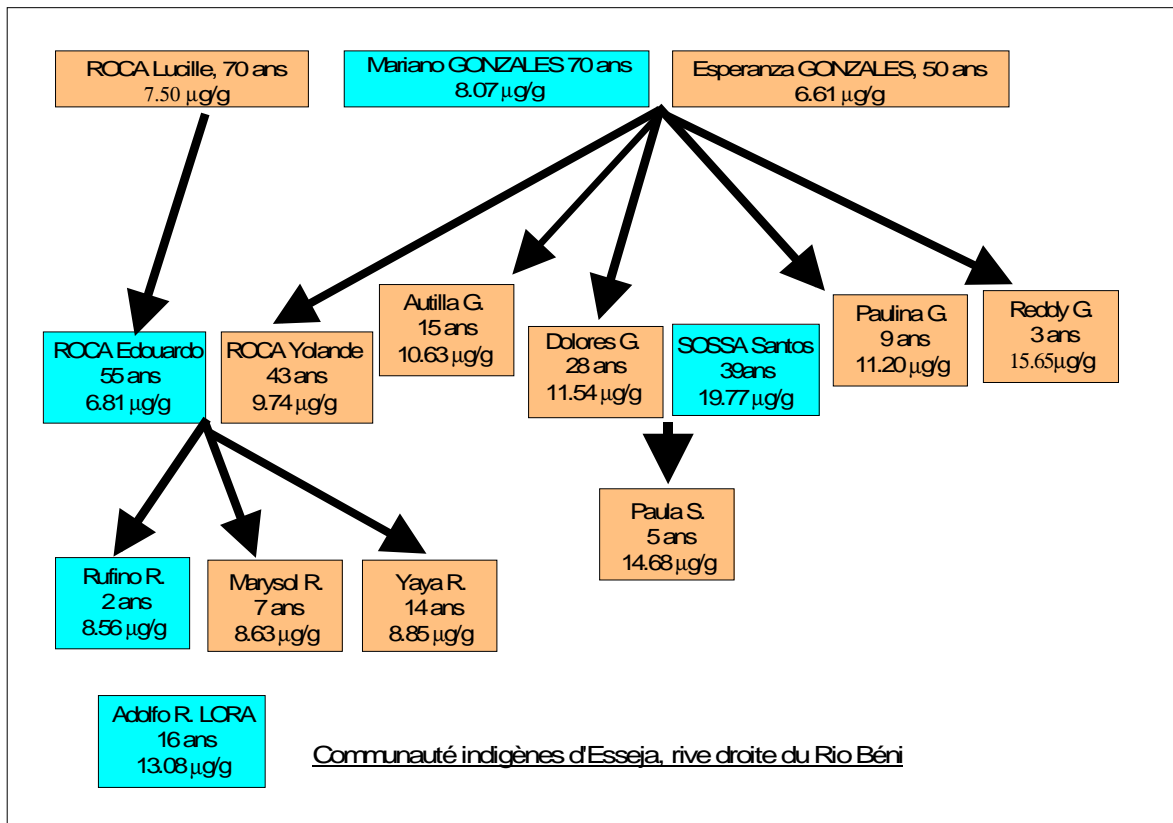 ROCA Lucille, 70 ans
7.50 µg/g
Mariano GONZALES 70 ans
8.07 µg/g
Esperanza GONZALES, 50 ans
6.61 µg/g
ROCA Edouardo
55 ans
6.81 µg/g
ROCA Yolande
43 ans
9.74 µg/g
Autilla G.
15 ans
10.63 µg/g
Dolores G.
28 ans
11.54 µg/g
SOSSA Santos
39ans
19.77 µg/g
Paulina G.
9 ans
11.20 µg/g
Reddy G.
3 ans
15.65µg/g
Rufino R.
2 ans
8.56 µg/g
Marysol R.
7 ans
8.63 µg/g
Yaya R.
14 ans
8.85 µg/g
Paula S.
5 ans
14.68 µg/g
Adolfo R. LORA
16 ans
13.08 µg/g
Communauté indigènes d'Esseja, rive droite du Rio Béni